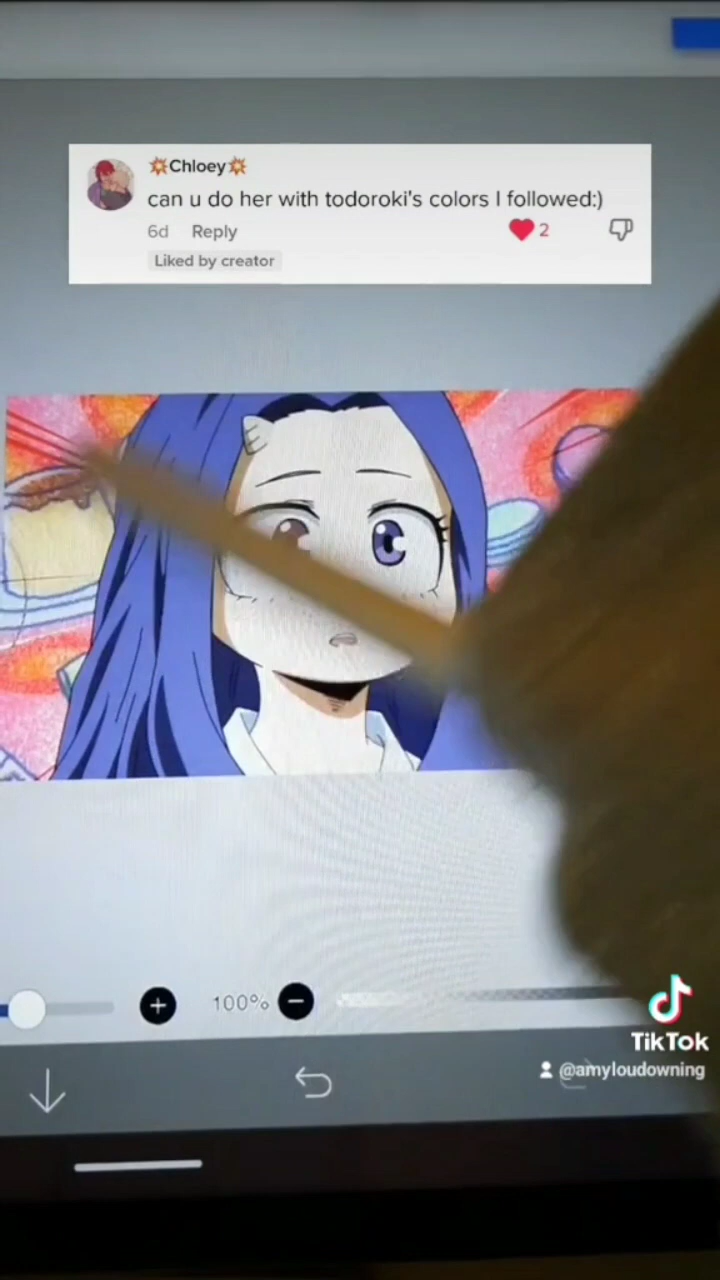 💥Chloey💥
can u do her with todoroki's colors I followed:)
6d Reply 2
Liked by creator
100%
TikTok
@amyloudowning